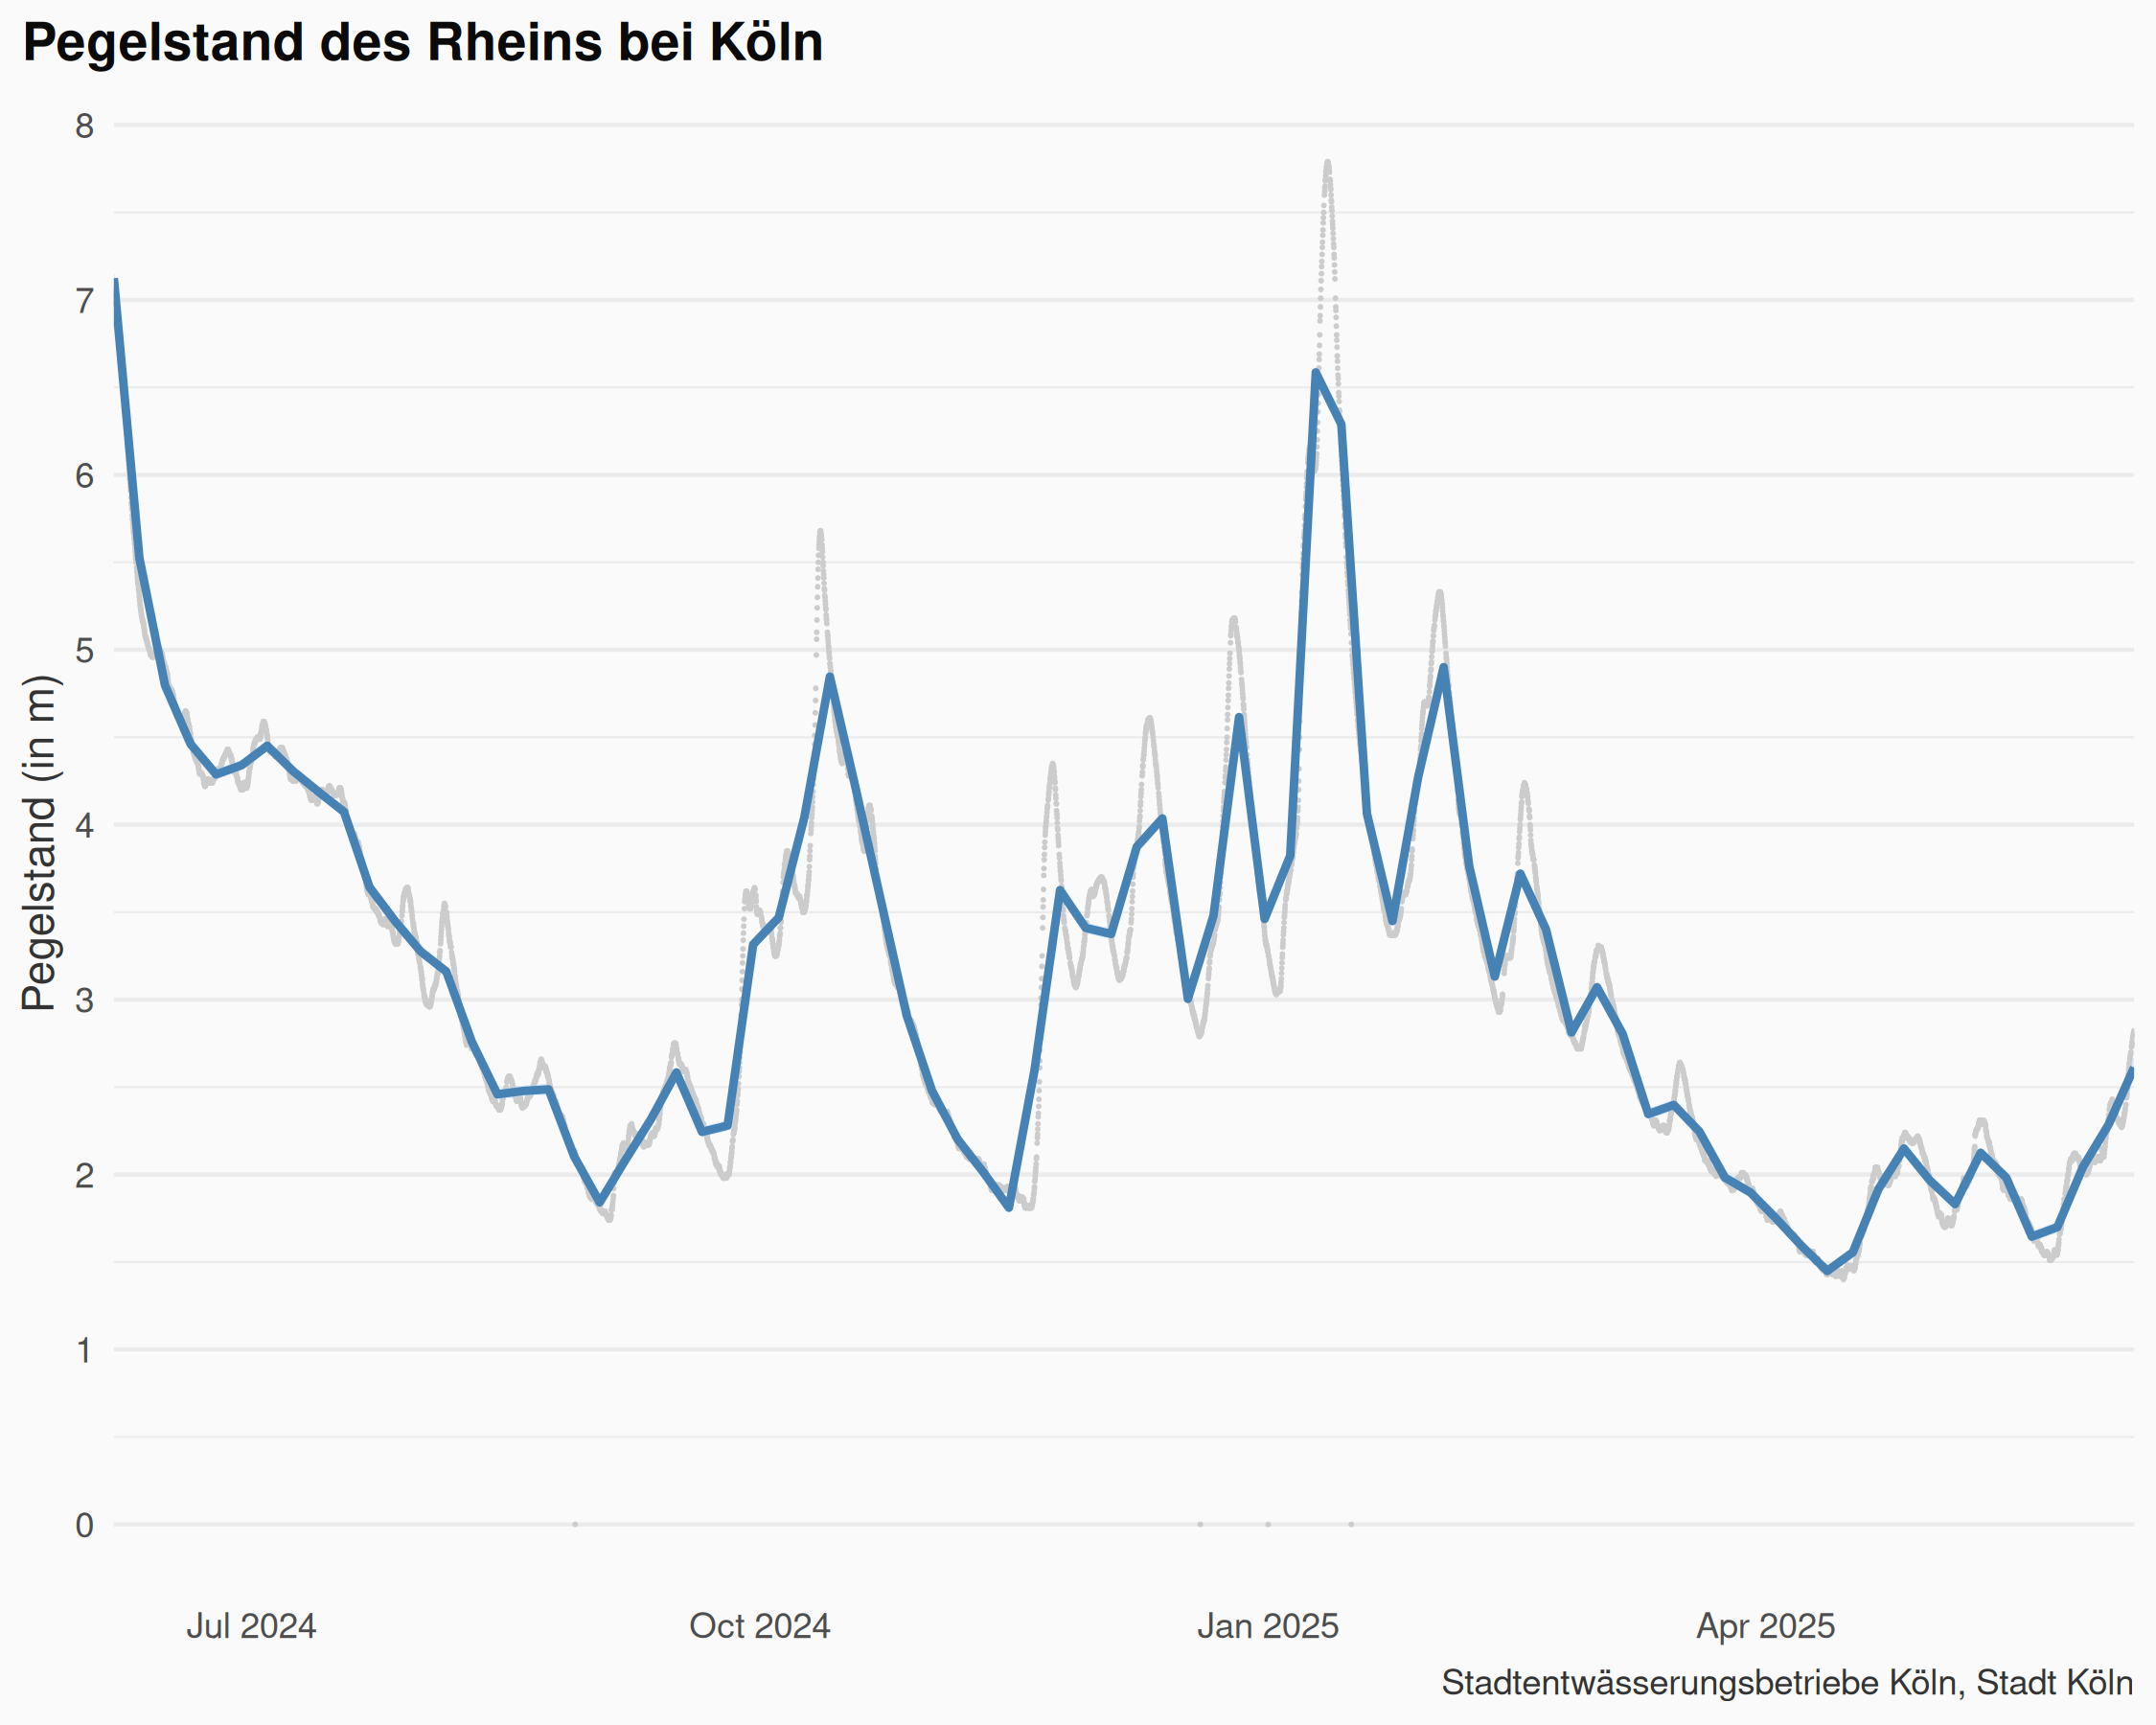 Pegelstand des Rheins bei Köln
Pegelstand (in m)
8
7
6
5
4
3
2
1
0
Jul 2024
Oct 2024
Jan 2025
Apr 2025
Stadtentwässerungsbetriebe Köln, Stadt Köln